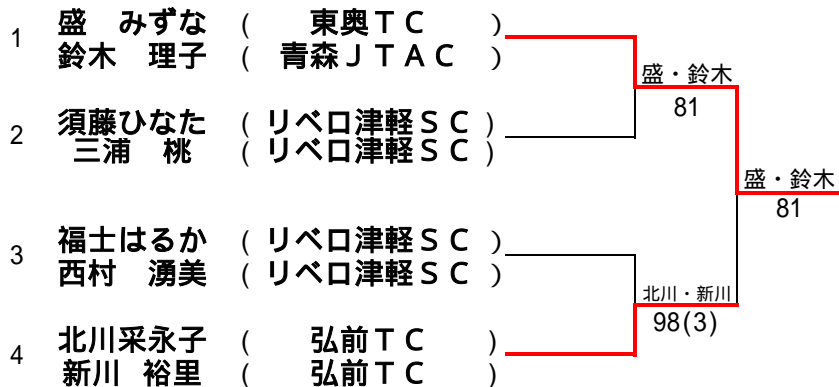 1 盛　みずな ( 東奥ＴＣ )
鈴木　理子 ( 青森ＪＴＡＣ )
盛・鈴木
81
2 須藤ひなた ( リベロ津軽ＳＣ )
三浦　桃 ( リベロ津軽ＳＣ )
盛・鈴木
81
3 福士はるか ( リベロ津軽ＳＣ )
西村　湧美 ( リベロ津軽ＳＣ )
北川・新川
98(3)
4 北川采永子 ( 弘前ＴＣ )
新川　裕里 ( 弘前ＴＣ )